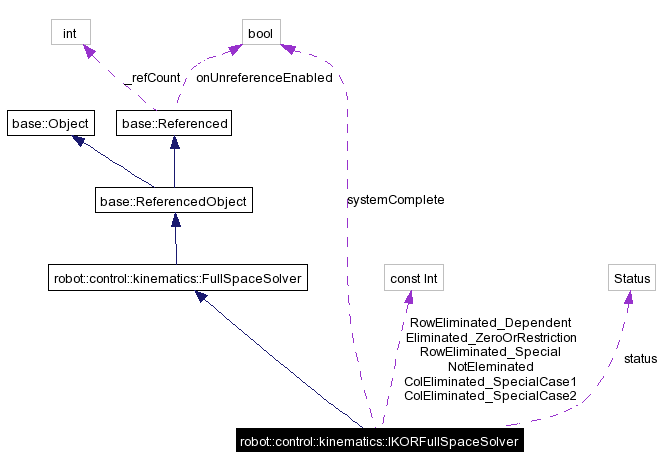 int
bool
_refCount
onUnreferenceEnabled
base::Object
base::Referenced
base::ReferencedObject
systemComplete
robot::control::kinematics::FullSpaceSolver
const Int
Status
RowEliminated_Dependent
Eliminated_ZeroOrRestriction
RowEliminated_Special
NotEleminated
ColEliminated_SpecialCase1
ColEliminated_SpecialCase2
status
robot::control::kinematics::IKORFullSpaceSolver